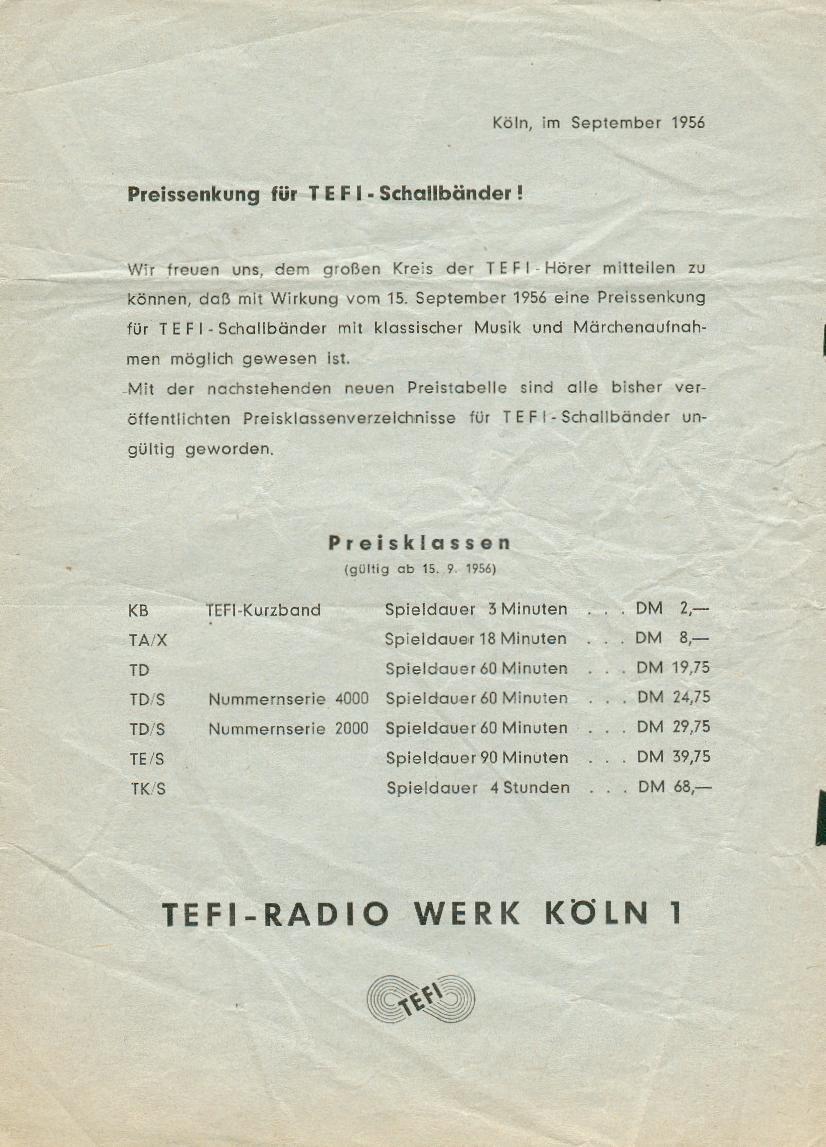 Köln, im September 1956
Preissenkung für TEFI-Schallbänder!
Wir freuen uns, dem großen Kreis der TEFI-Hörer mitteilen zu
können, daß mit Wirkung vom 15. September 1956 eine Preissenkung
für TEFI-Schallbänder mit klassischer Musik und Märchenaufnah-
men möglich gewesen ist.
Mit der nachstehenden neuen Preistabelle sind alle bisher ver-
öffentlichten Preisklassenverzeichnisse für TEFI-Schallbänder un-
gültig geworden.
Preisklassen
(gültig ab 15. 9. 1956)
KB TEFI-Kurzband Spieldauer 3 Minuten . . . DM 2,—
TA/X Spieldauer 18 Minuten . . . DM 8,—
TD Spieldauer 60 Minuten . . . DM 19,75
TD/S Nummernserie 4000 Spieldauer 60 Minuten . . . DM 24,75
TD/S Nummernserie 2000 Spieldauer 60 Minuten . . . DM 29,75
TE/S Spieldauer 90 Minuten . . . DM 39,75
TK/S Spieldauer 4 Stunden . . . DM 68,—
TEFI-RADIO WERK KÖLN 1
TEFI